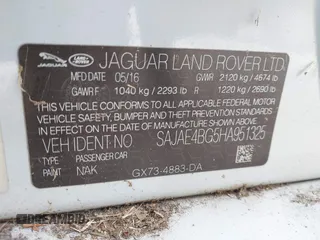 JAGUAR LAND ROVER JAGUAR LAND ROVER LTD.
MFD 05/16 GVWR 2120 kg / 4674 lb
GAWR F 1040 kg / 2293 lb R 1220 kg / 2690 lb
THIS VEHICLE CONFORMS TO ALL APPLICABLE
FEDERAL MOTOR VEHICLE SAFETY,
BUMPER, AND THEFT PREVENTION
STANDARDS IN EFFECT ON THE DATE
OF MANUFACTURE SHOWN ABOVE
VEH IDENT NO. SAJAE4BG5HA951325
TYPE: PASSENGER CAR
PAINT: NAK GX73-4883-DA